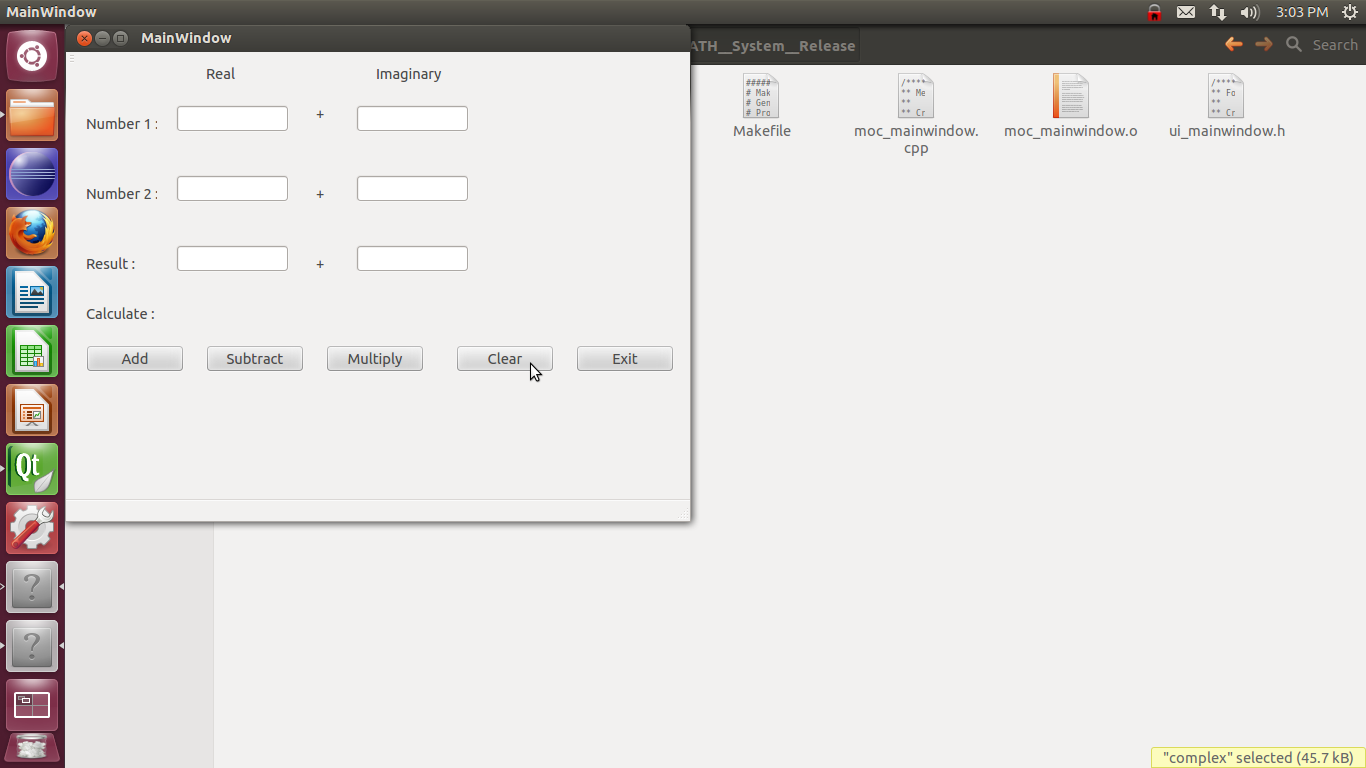 MainWindow
3:03 PM
MainWindow
ATH__System__Release
Search
Real
Imaginary
Number 1 :
+
Number 2 :
+
Result :
+
Calculate :
Add
Subtract
Multiply
Clear
Exit
#####
# Mak
# Gen
# Pro
Makefile
/****
** Me
**
** Cr
moc_mainwindow.
cpp
moc_mainwindow.o
/****
** Fo
**
** Cr
ui_mainwindow.h
Qt
?
?
"complex" selected (45.7 kB)